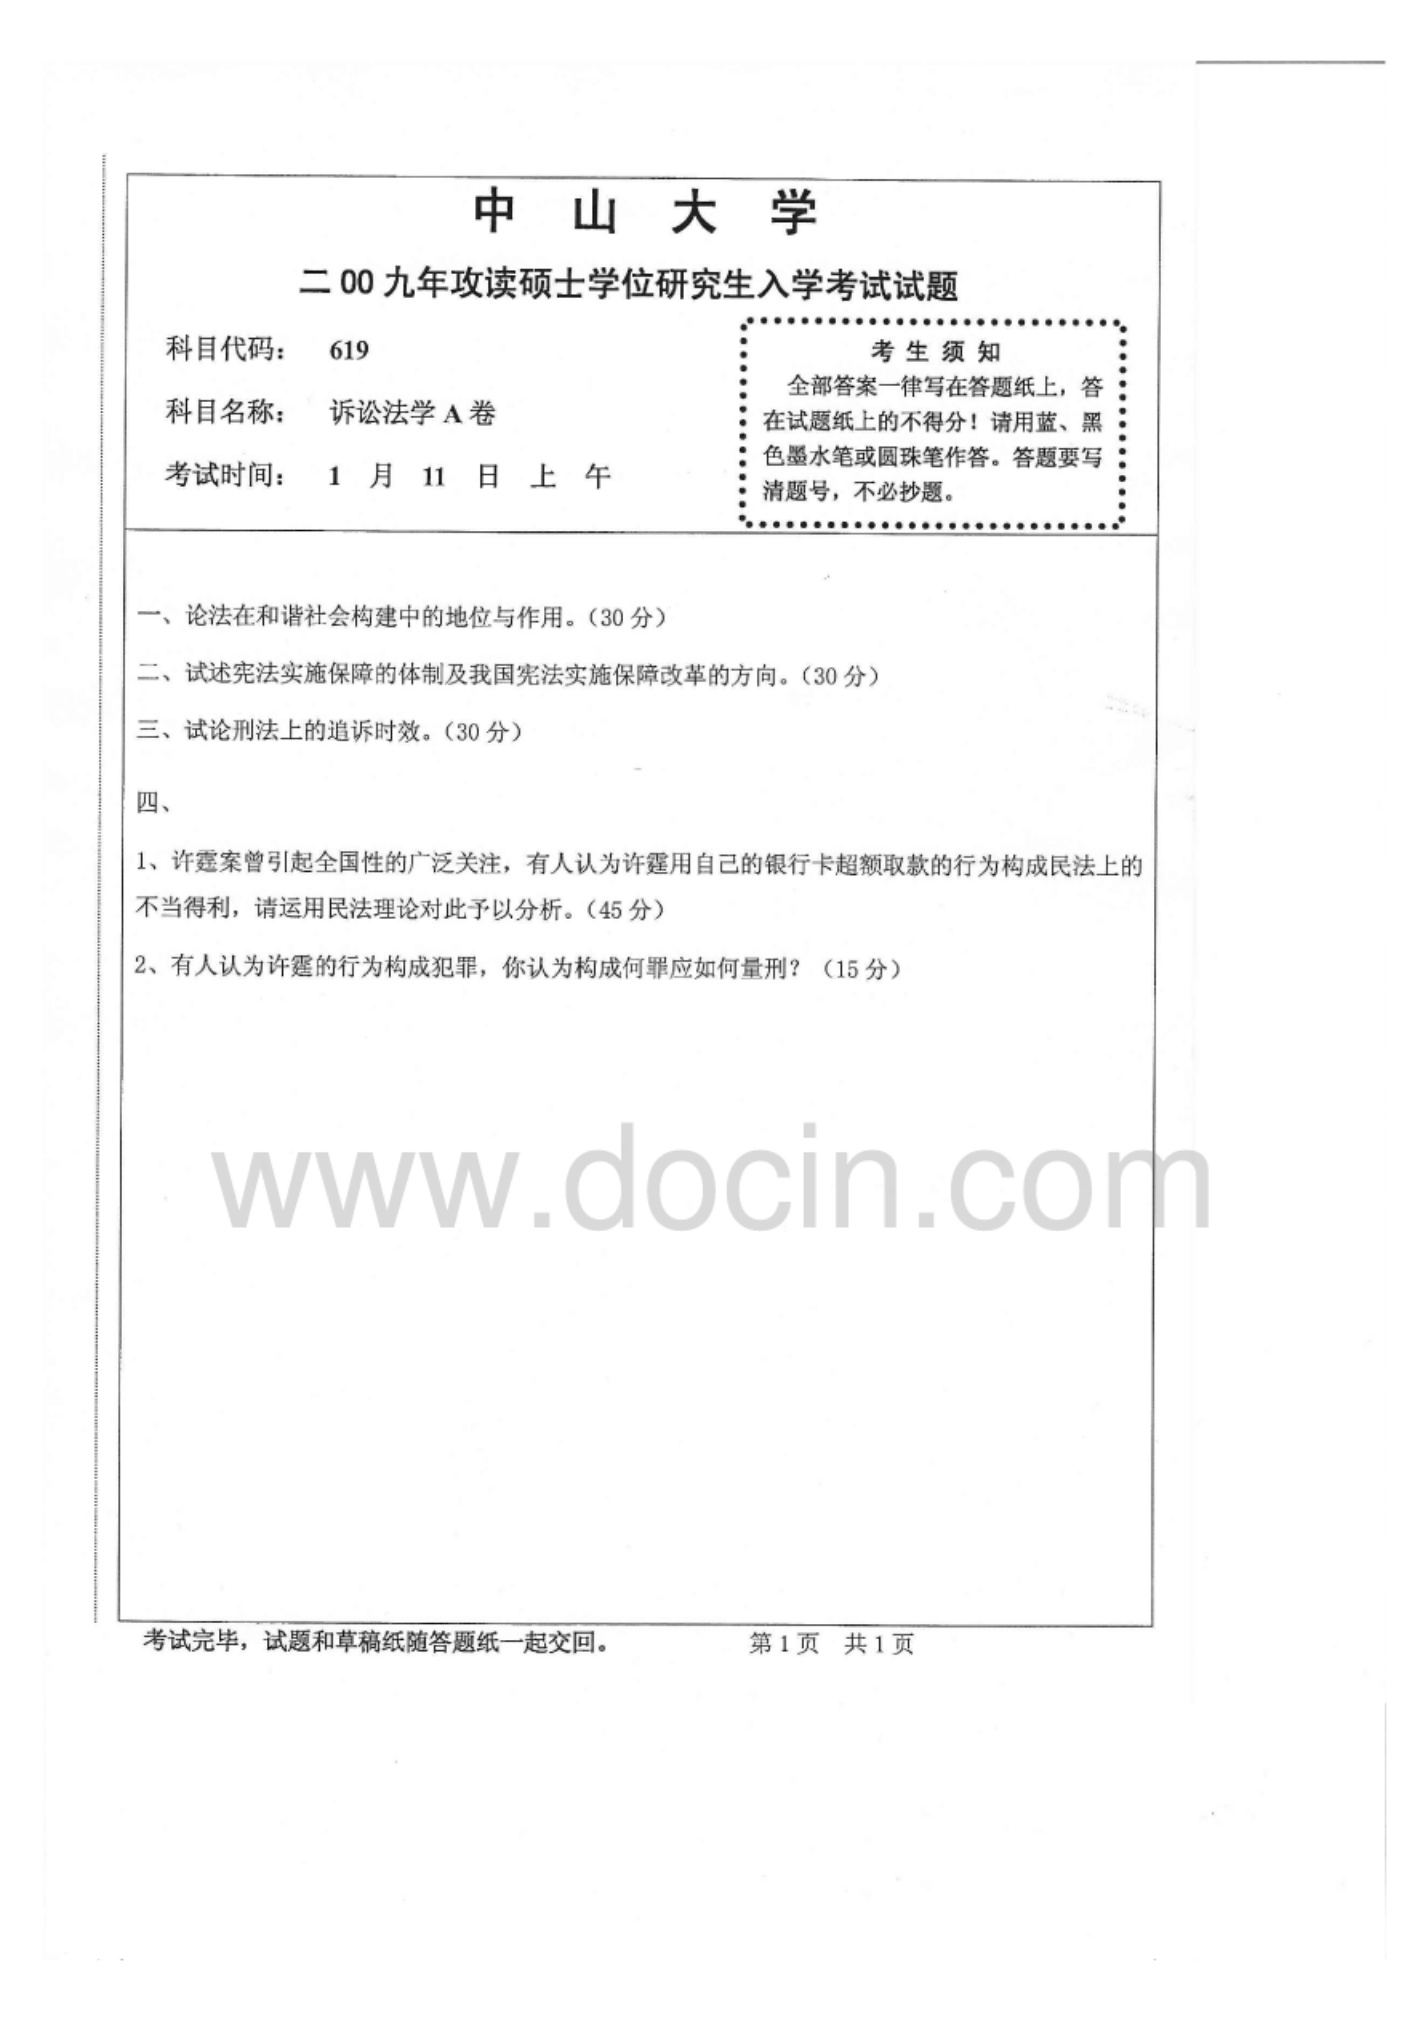 中 山 大 学
二00九年攻读硕士学位研究生入学考试试题
科目代码： 619
科目名称： 诉讼法学 A 卷
考试时间： 1 月 11 日 上 午
考 生 须 知
全部答案一律写在答题纸上，答
在试题纸上的不得分！请用蓝、黑
色墨水笔或圆珠笔作答。答题要写
清题号，不必抄题。
一、论法在和谐社会构建中的地位与作用。（30 分）
二、试述宪法实施保障的体制及我国宪法实施保障改革的方向。（30 分）
三、试论刑法上的追诉时效。（30 分）
四、
1、许霆案曾引起全国性的广泛关注，有人认为许霆用自己的银行卡超额取款的行为构成民法上的
不当得利，请运用民法理论对此予以分析。（45 分）
2、有人认为许霆的行为构成犯罪，你认为构成何罪应如何量刑？（15 分）
www.docin.com
考试完毕，试题和草稿纸随答题纸一起交回。 第 1 页 共 1 页